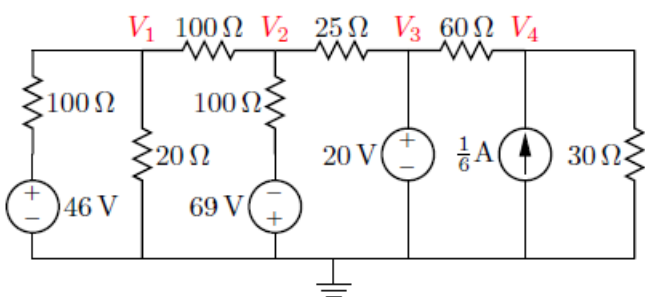 V₁ 100 Ω V₂ 25 Ω V₃ 60 Ω V₄
100 Ω 100 Ω
20 Ω 20 V + − 1/6 A 30 Ω
+ − 46 V 69 V − +